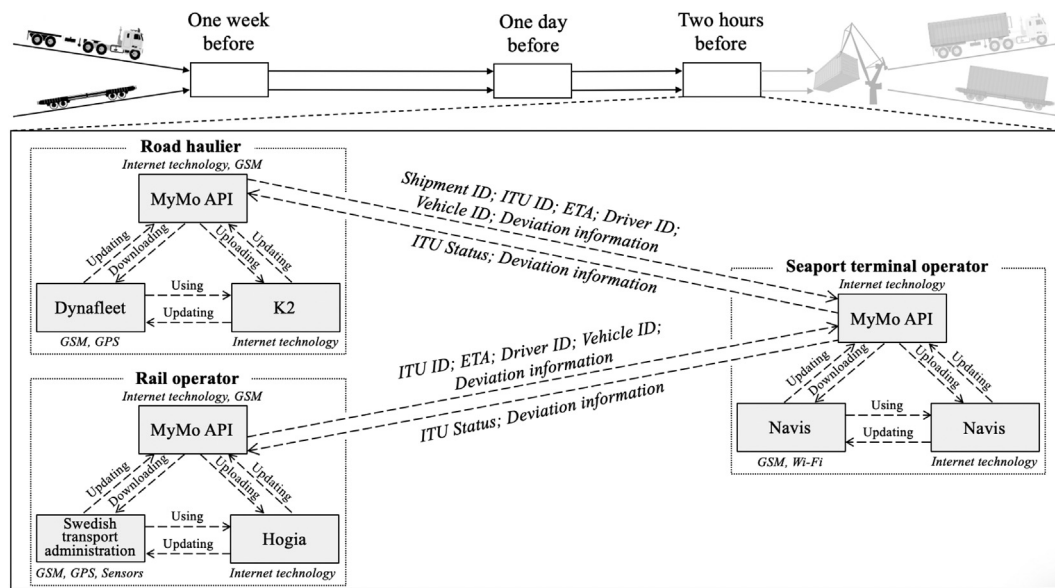 One week
before
One day
before
Two hours
before
Road haulier
Internet technology, GSM
MyMo API
Updating
Downloading
Uploading
Updating
Dynafleet
Using
Updating
K2
GSM, GPS
Internet technology
Shipment ID; ITU ID; ETA; Driver ID;
Vehicle ID; Deviation information
ITU Status; Deviation information
Seaport terminal operator
Internet technology
MyMo API
Updating
Downloading
Uploading
Updating
Navis
Using
Updating
Navis
GSM, Wi-Fi
Internet technology
ITU ID; ETA; Driver ID; Vehicle ID;
Deviation information
ITU Status; Deviation information
Rail operator
Internet technology, GSM
MyMo API
Updating
Downloading
Uploading
Updating
Swedish
transport
administration
Using
Updating
Hogia
GSM, GPS, Sensors
Internet technology